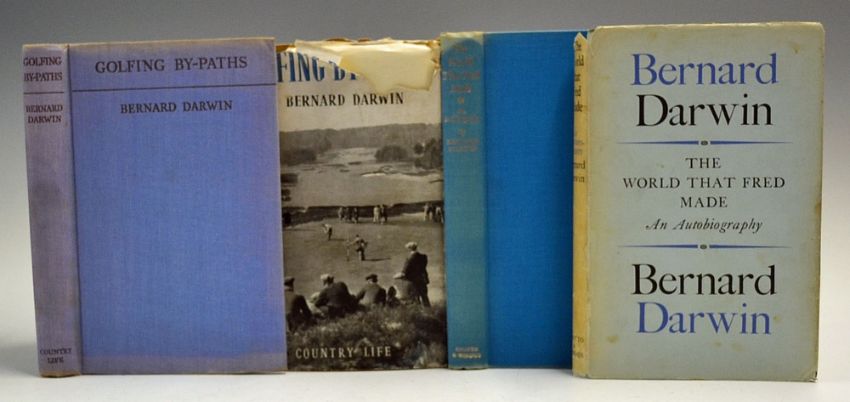 GOLFING
BY-PATHS
BERNARD
DARWIN
COUNTRY
LIFE
GOLFING BY-PATHS
BERNARD DARWIN
BERNARD DARWIN
COUNTRY LIFE
Bernard
Darwin
THE
WORLD THAT FRED
MADE
An Autobiography
Bernard
Darwin